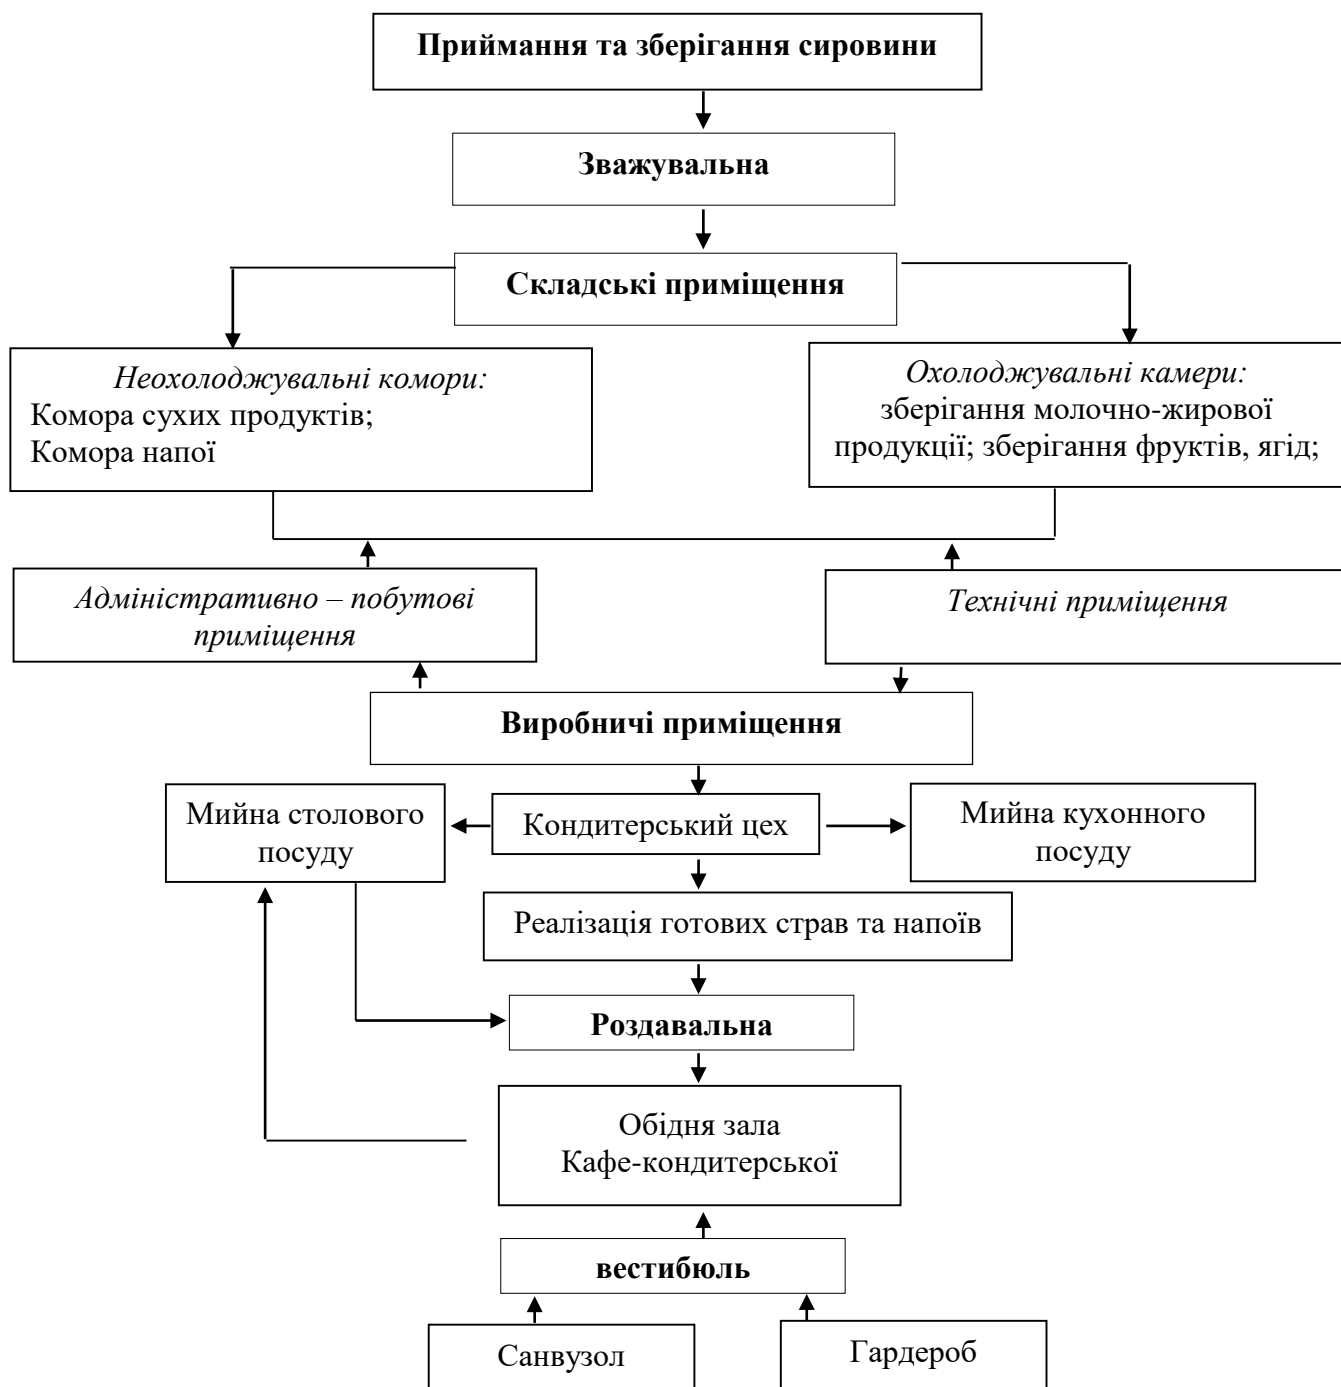 Приймання та зберігання сировини
Зважувальна
Складські приміщення
Неохолоджувальні комори:
Комора сухих продуктів;
Комора напої
Охолоджувальні камери:
зберігання молочно-жирової
продукції; зберігання фруктів, ягід;
Адміністративно – побутові
приміщення
Технічні приміщення
Виробничі приміщення
Мийна столового
посуду
Кондитерський цех
Мийна кухонного
посуду
Реалізація готових страв та напоїв
Роздавальна
Обідня зала
Кафе-кондитерської
вестибюль
Санвузол
Гардероб